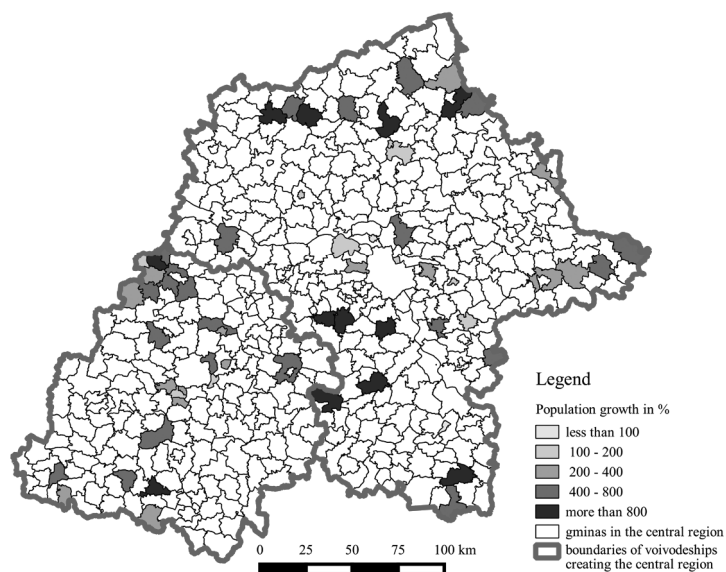 Legend
Population growth in %
less than 100
100 - 200
200 - 400
400 - 800
more than 800
gminas in the central region
boundaries of voivodeships
creating the central region
0 25 50 75 100 km